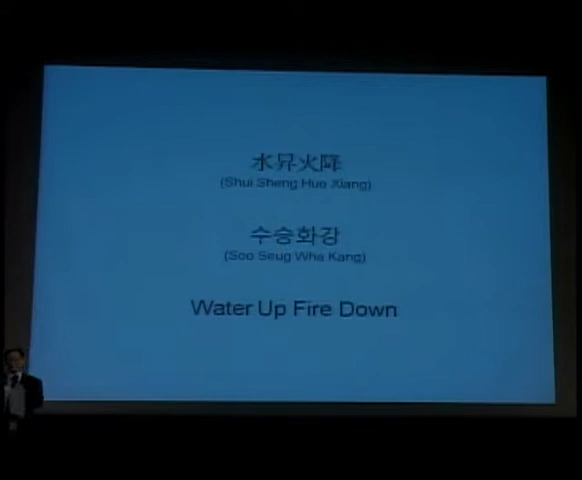 水昇火降
(Shui Sheng Huo Xiang)
수승화강
(Soo Seug Wha Kang)
Water Up Fire Down